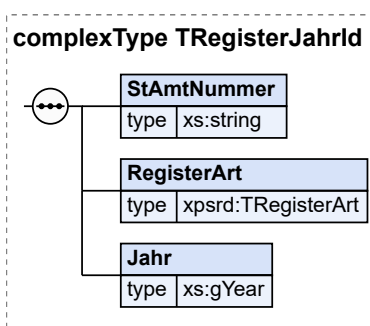 complexType TRegisterJahrId
StAmtNummer
type xs:string
RegisterArt
type xpsrd:TRegisterArt
Jahr
type xs:gYear